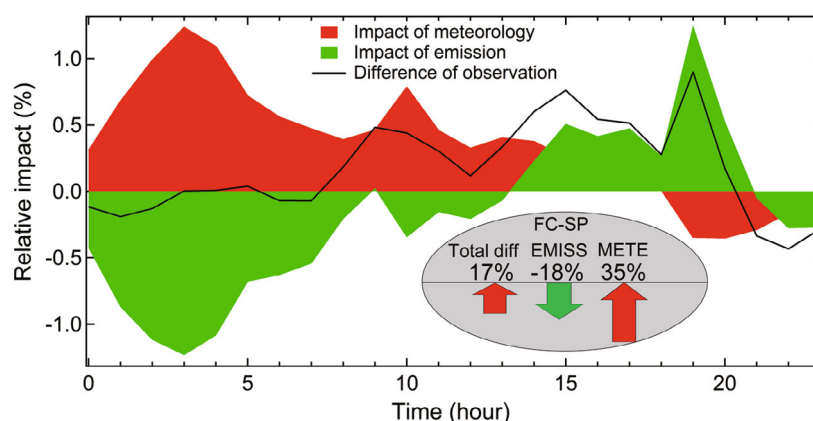 Impact of meteorology
Impact of emission
Difference of observation
Relative impact (%)
1.0
0.5
0.0
-0.5
-1.0
FC-SP
Total diff EMISS METE
17% -18% 35%
0 5 10 15 20
Time (hour)